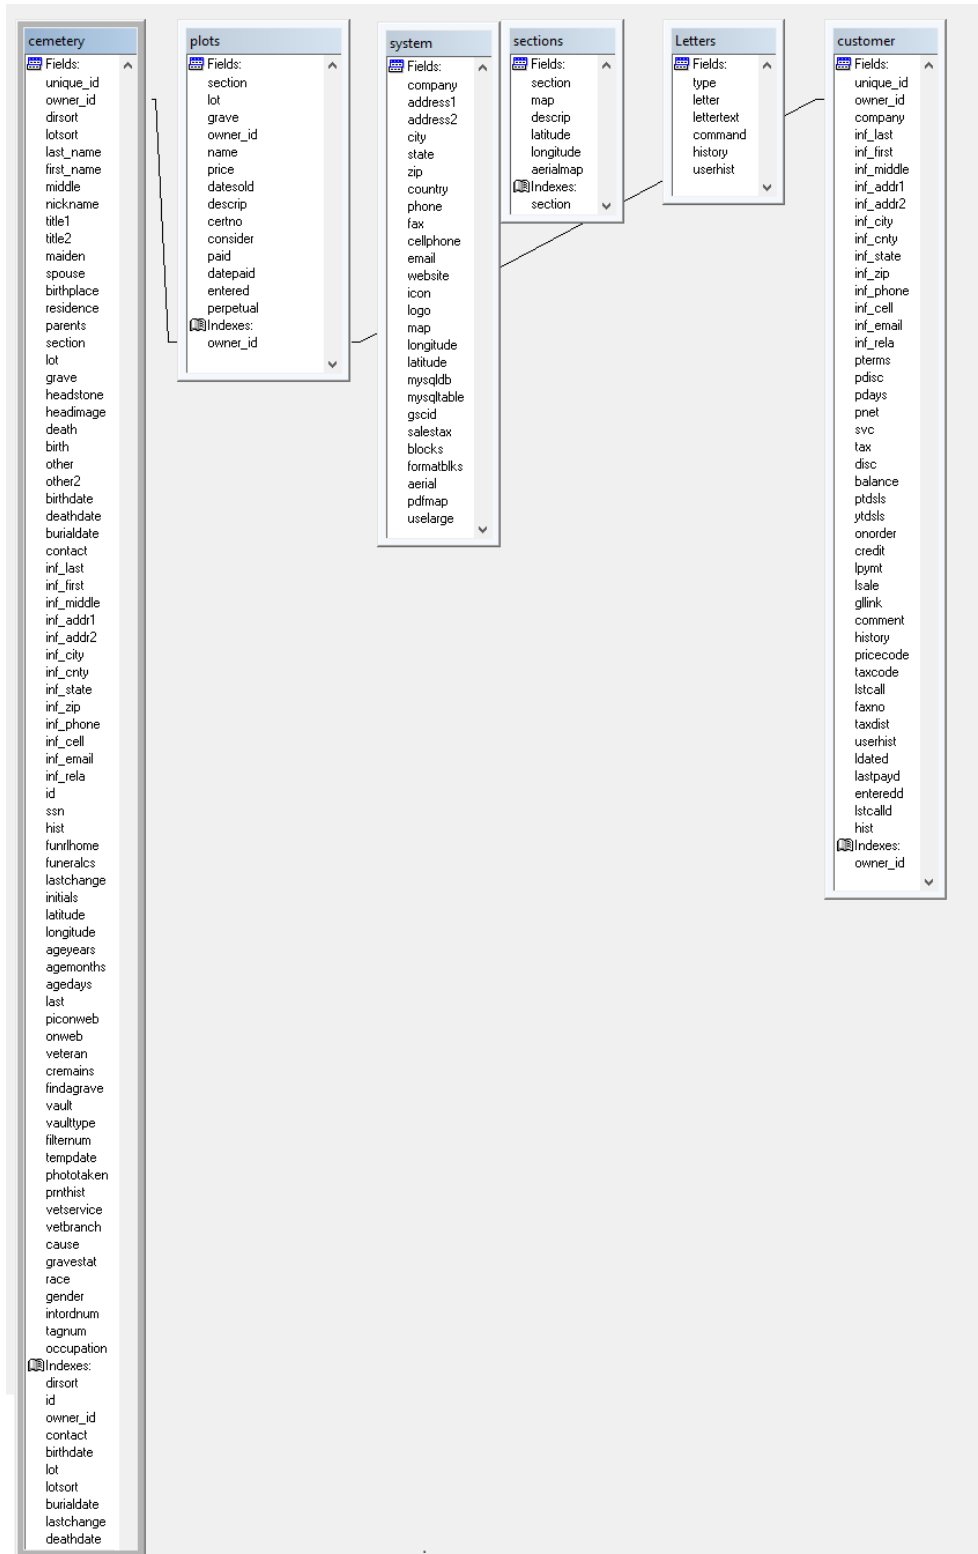 cemetery
Fields:
unique_id
owner_id
dirsort
lotsort
last_name
first_name
middle
nickname
title1
title2
maiden
spouse
birthplace
residence
parents
section
lot
grave
headstone
headimage
death
birth
other
other2
birthdate
deathdate
burialdate
contact
inf_last
inf_first
inf_middle
inf_addr1
inf_addr2
inf_city
inf_cnty
inf_state
inf_zip
inf_phone
inf_cell
inf_email
inf_rela
id
ssn
hist
funrlhome
funeralcs
lastchange
initials
latitude
longitude
ageyears
agemonths
agedays
last
piconweb
onweb
veteran
cremains
findagrave
vault
vaulttype
filternum
tempdate
phototaken
prnthist
vetservice
vetbranch
cause
gravestat
race
gender
intordnum
tagnum
occupation
Indexes:
dirsort
id
owner_id
contact
birthdate
lot
lotsort
burialdate
lastchange
deathdate
plots
Fields:
section
lot
grave
owner_id
name
price
datesold
descrip
certno
consider
paid
datepaid
entered
perpetual
Indexes:
owner_id
system
Fields:
company
address1
address2
city
state
zip
country
phone
fax
cellphone
email
website
icon
logo
map
longitude
latitude
mysqldb
mysqltable
gscid
salestax
blocks
formatblks
aerial
pdfmap
uselarge
sections
Fields:
section
map
descrip
latitude
longitude
aerialmap
Indexes:
section
Letters
Fields:
type
letter
lettertext
command
history
userhist
customer
Fields:
unique_id
owner_id
company
inf_last
inf_first
inf_middle
inf_addr1
inf_addr2
inf_city
inf_cnty
inf_state
inf_zip
inf_phone
inf_cell
inf_email
inf_rela
pterms
pdisc
pdays
pnet
svc
tax
disc
balance
ptdsls
ytdsls
onorder
credit
lpymt
lsale
gllink
comment
history
pricecode
taxcode
lstcall
faxno
taxdist
userhist
ldated
lastpayd
enteredd
lstcalld
hist
Indexes:
owner_id